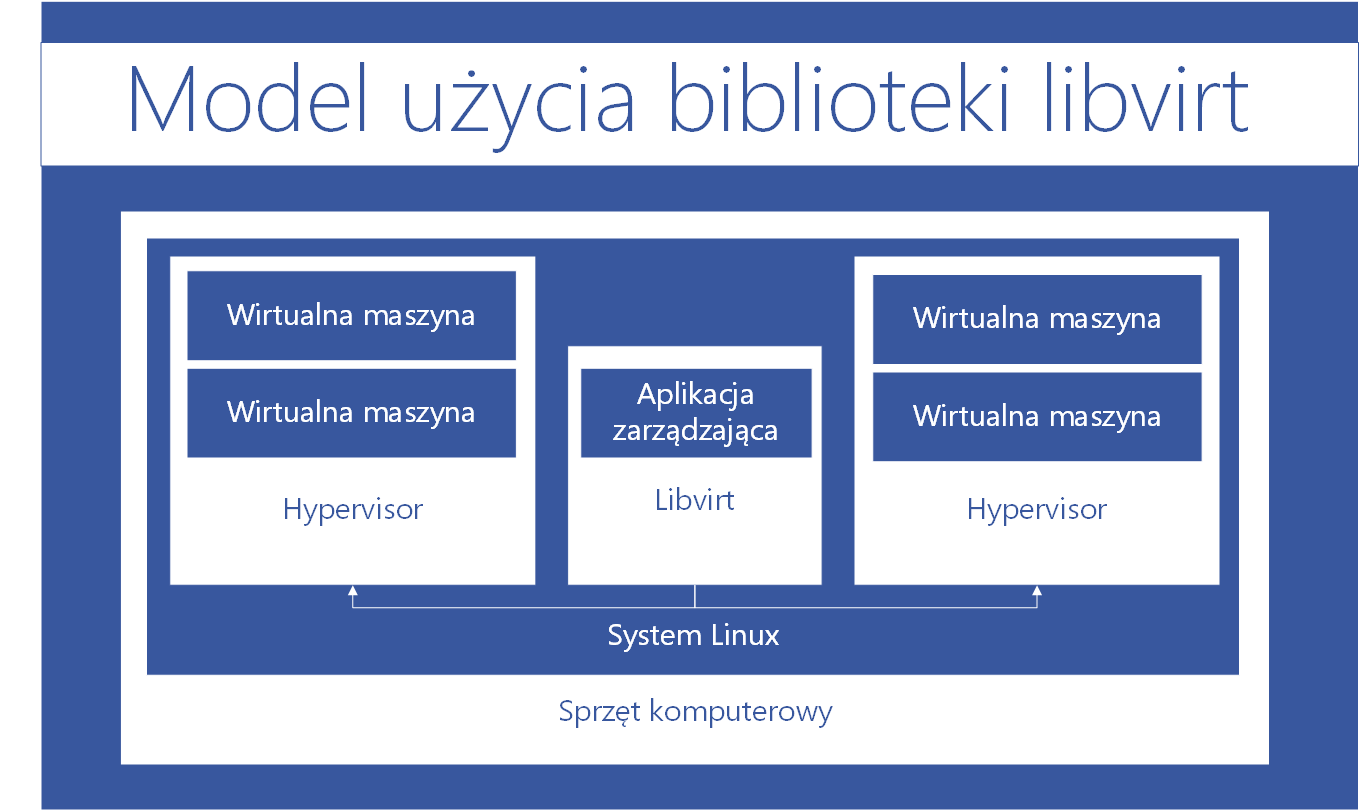 Model użycia biblioteki libvirt
Wirtualna maszyna
Wirtualna maszyna
Hypervisor
Aplikacja
zarządzająca
Libvirt
Wirtualna maszyna
Wirtualna maszyna
Hypervisor
System Linux
Sprzęt komputerowy